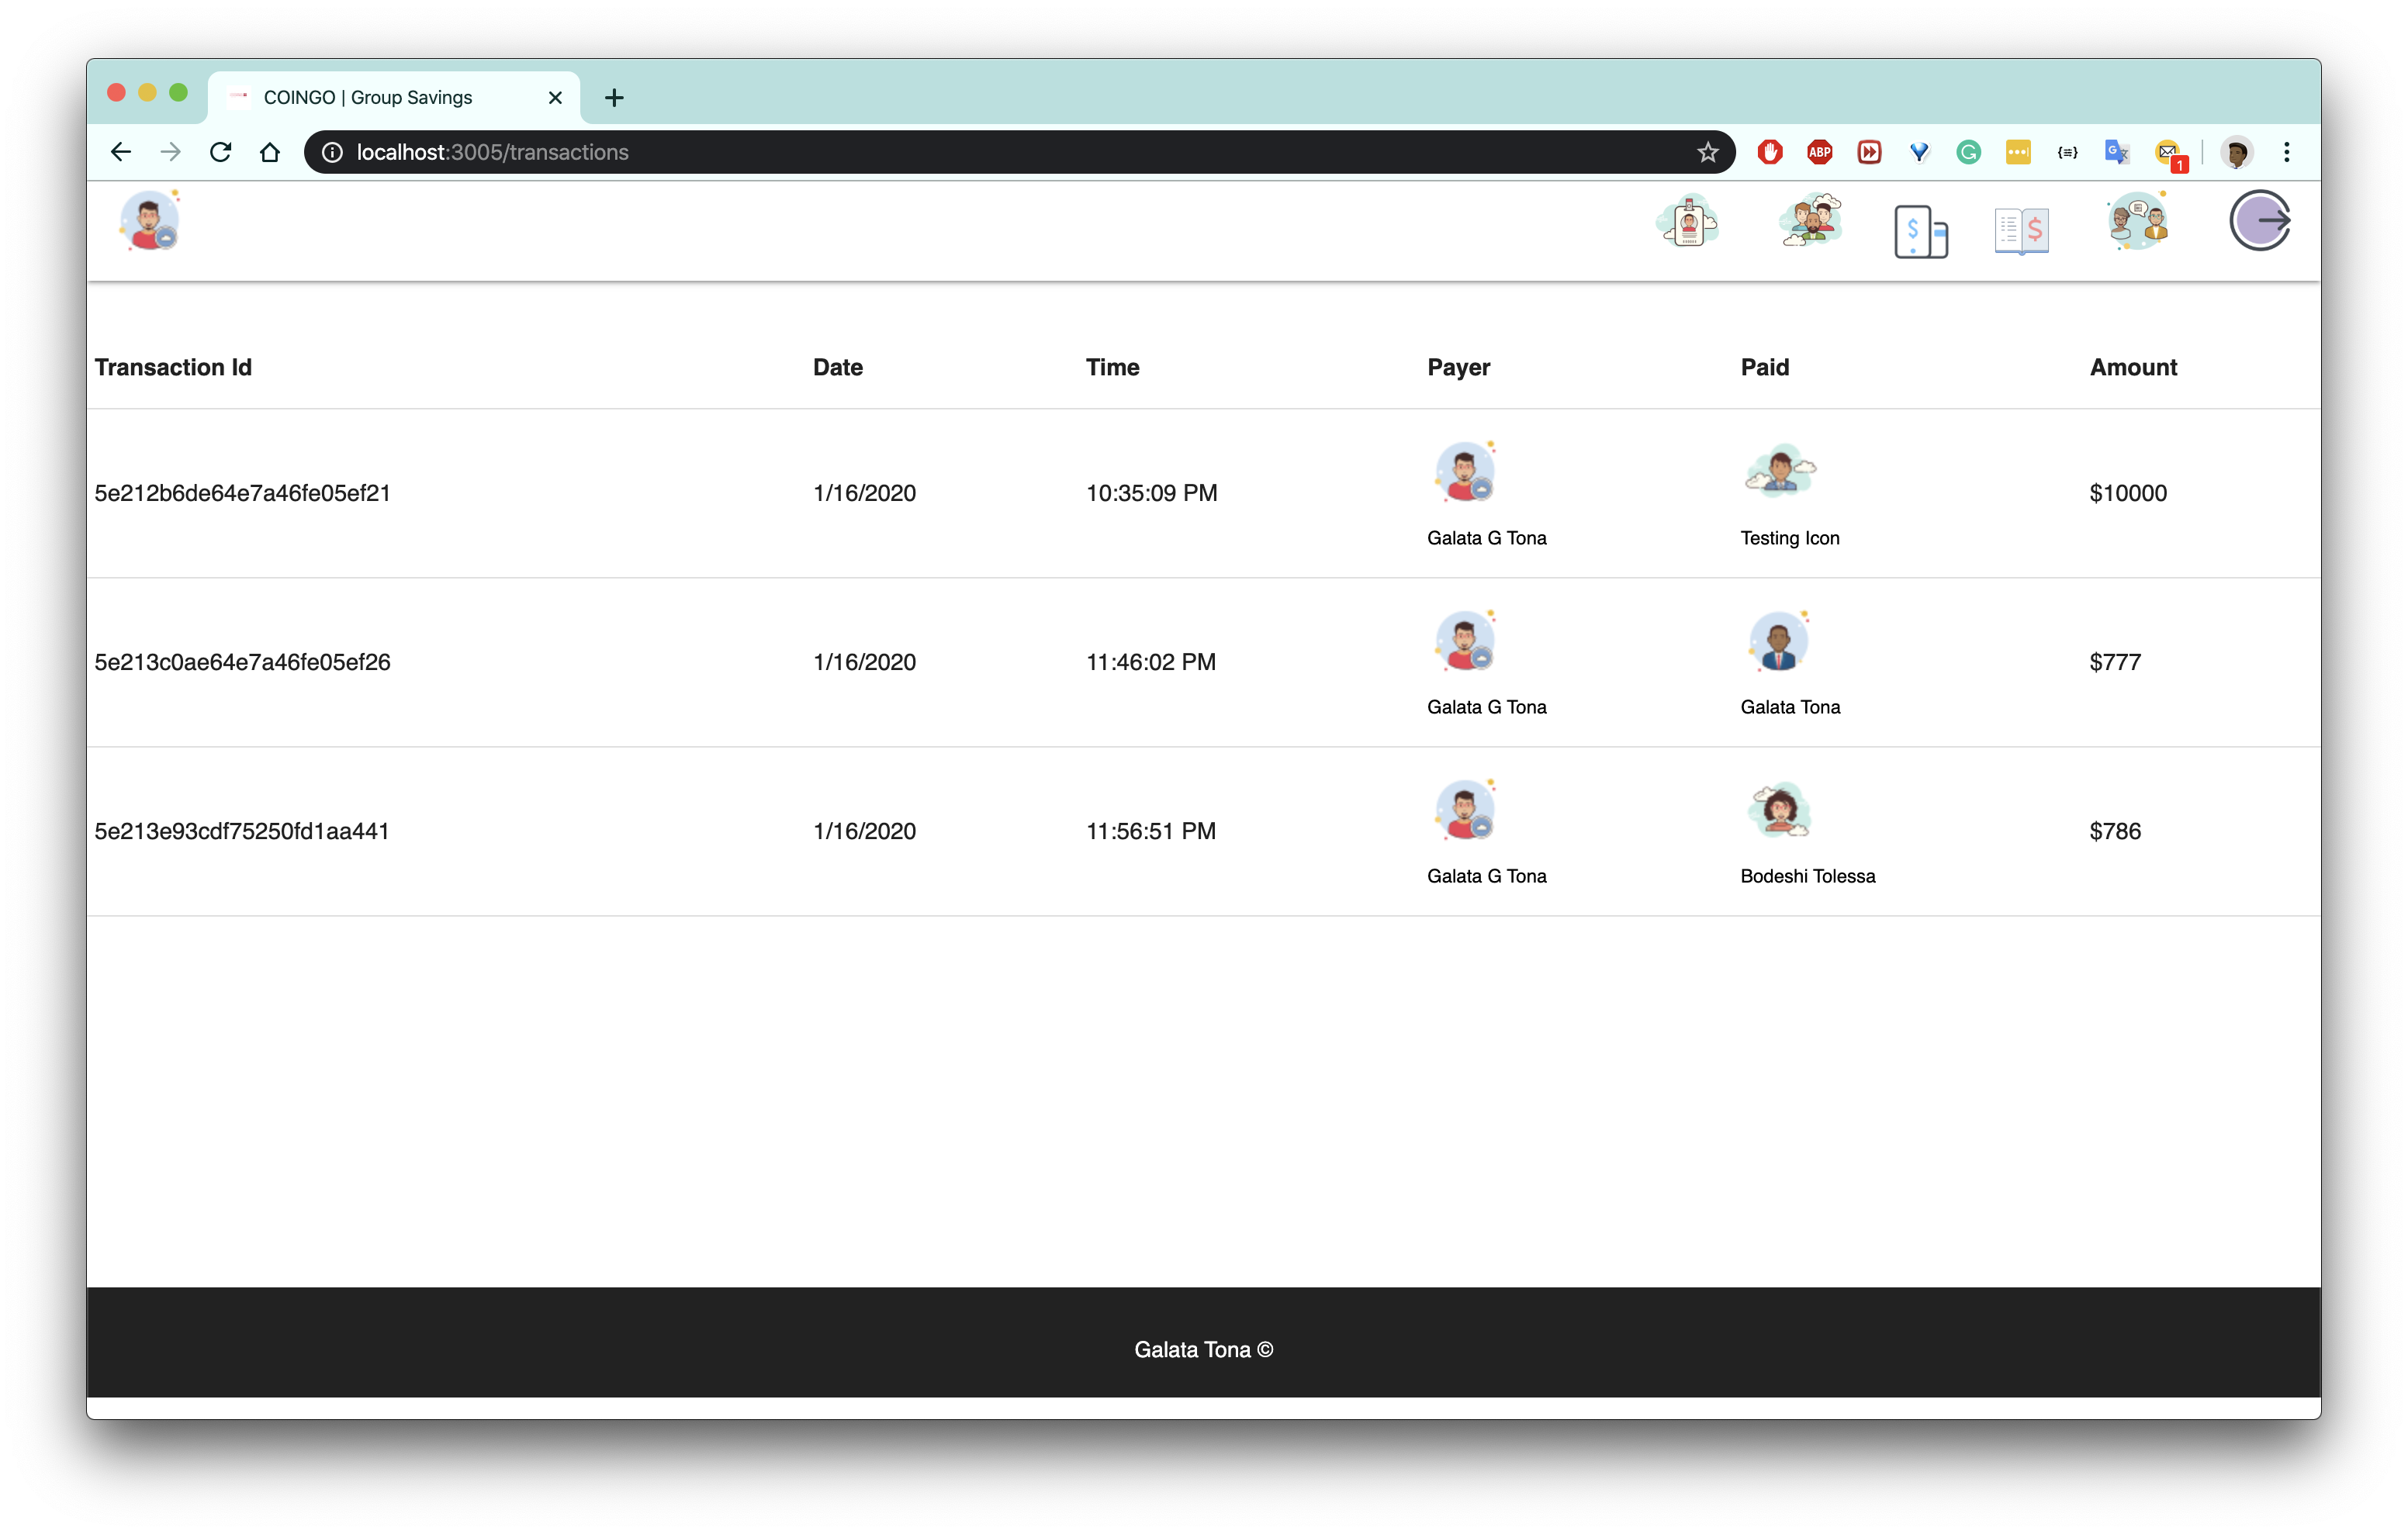 COINGO | Group Savings
localhost:3005/transactions
ABP
1
Transaction Id Date Time Payer Paid Amount
5e212b6de64e7a46fe05ef21 1/16/2020 10:35:09 PM $10000
Galata G Tona Testing Icon
5e213c0ae64e7a46fe05ef26 1/16/2020 11:46:02 PM $777
Galata G Tona Galata Tona
5e213e93cdf75250fd1aa441 1/16/2020 11:56:51 PM $786
Galata G Tona Bodeshi Tolessa
Galata Tona ©